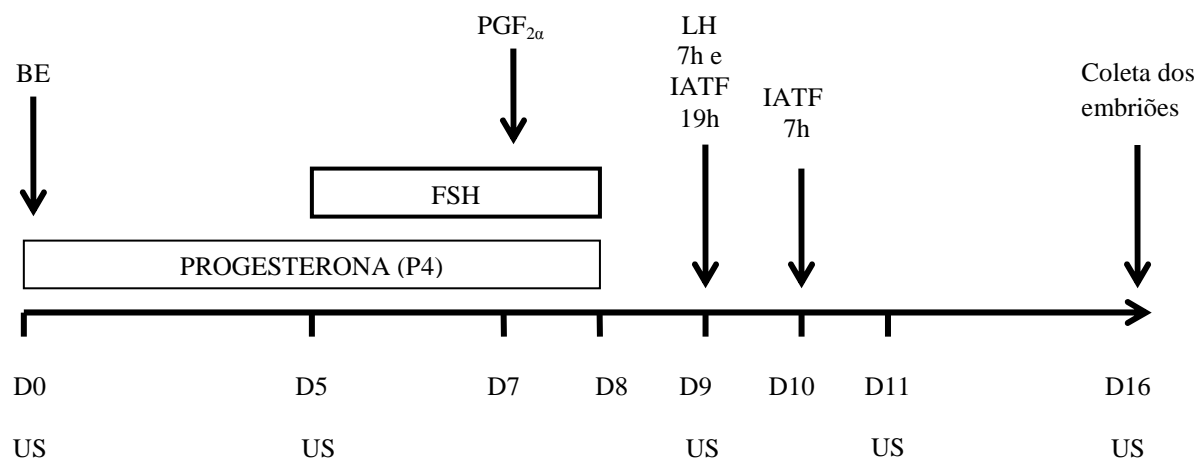 BE
PGF2α
LH
7h e
IATF
19h
IATF
7h
Coleta dos
embriões
FSH
PROGESTERONA (P4)
D0 D5 D7 D8 D9 D10 D11 D16
US US US US US